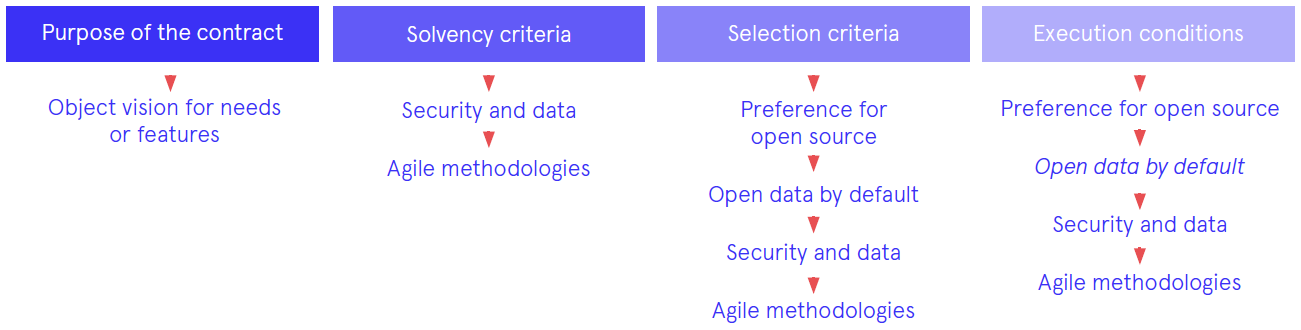 Purpose of the contract
Object vision for needs
or features
Solvency criteria
Security and data
Agile methodologies
Selection criteria
Preference for
open source
Open data by default
Security and data
Agile methodologies
Execution conditions
Preference for open source
Open data by default
Security and data
Agile methodologies